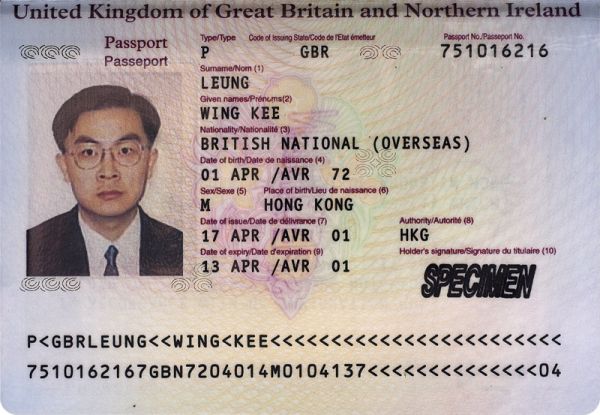 United Kingdom of Great Britain and Northern Ireland
Passport
Passeport
Type/Type Code of Issuing State/Code de l'Etat émetteur Passport No./Passeport No.
P GBR 751016216
Surname/Nom (1)
LEUNG
Given names/Prénoms(2)
WING KEE
Nationality/Nationalité (3)
BRITISH NATIONAL (OVERSEAS)
Date of birth/Date de naissance (4)
01 APR /AVR 72
Sex/Sexe (5) Place of birth/Lieu de naissance (6)
M HONG KONG
Date of issue/Date de délivrance (7) Authority/Autorité (8)
17 APR /AVR 01 HKG
Date of expiry/Date d'expiration (9) Holder's signature/Signature du titulaire (10)
13 APR /AVR 01
SPECIMEN
P<GBRLEUNG<<WING<KEE<<<<<<<<<<<<<<<<<<<<<<<<
7510162167GBN7204014M0104137<<<<<<<<<<<<<<04